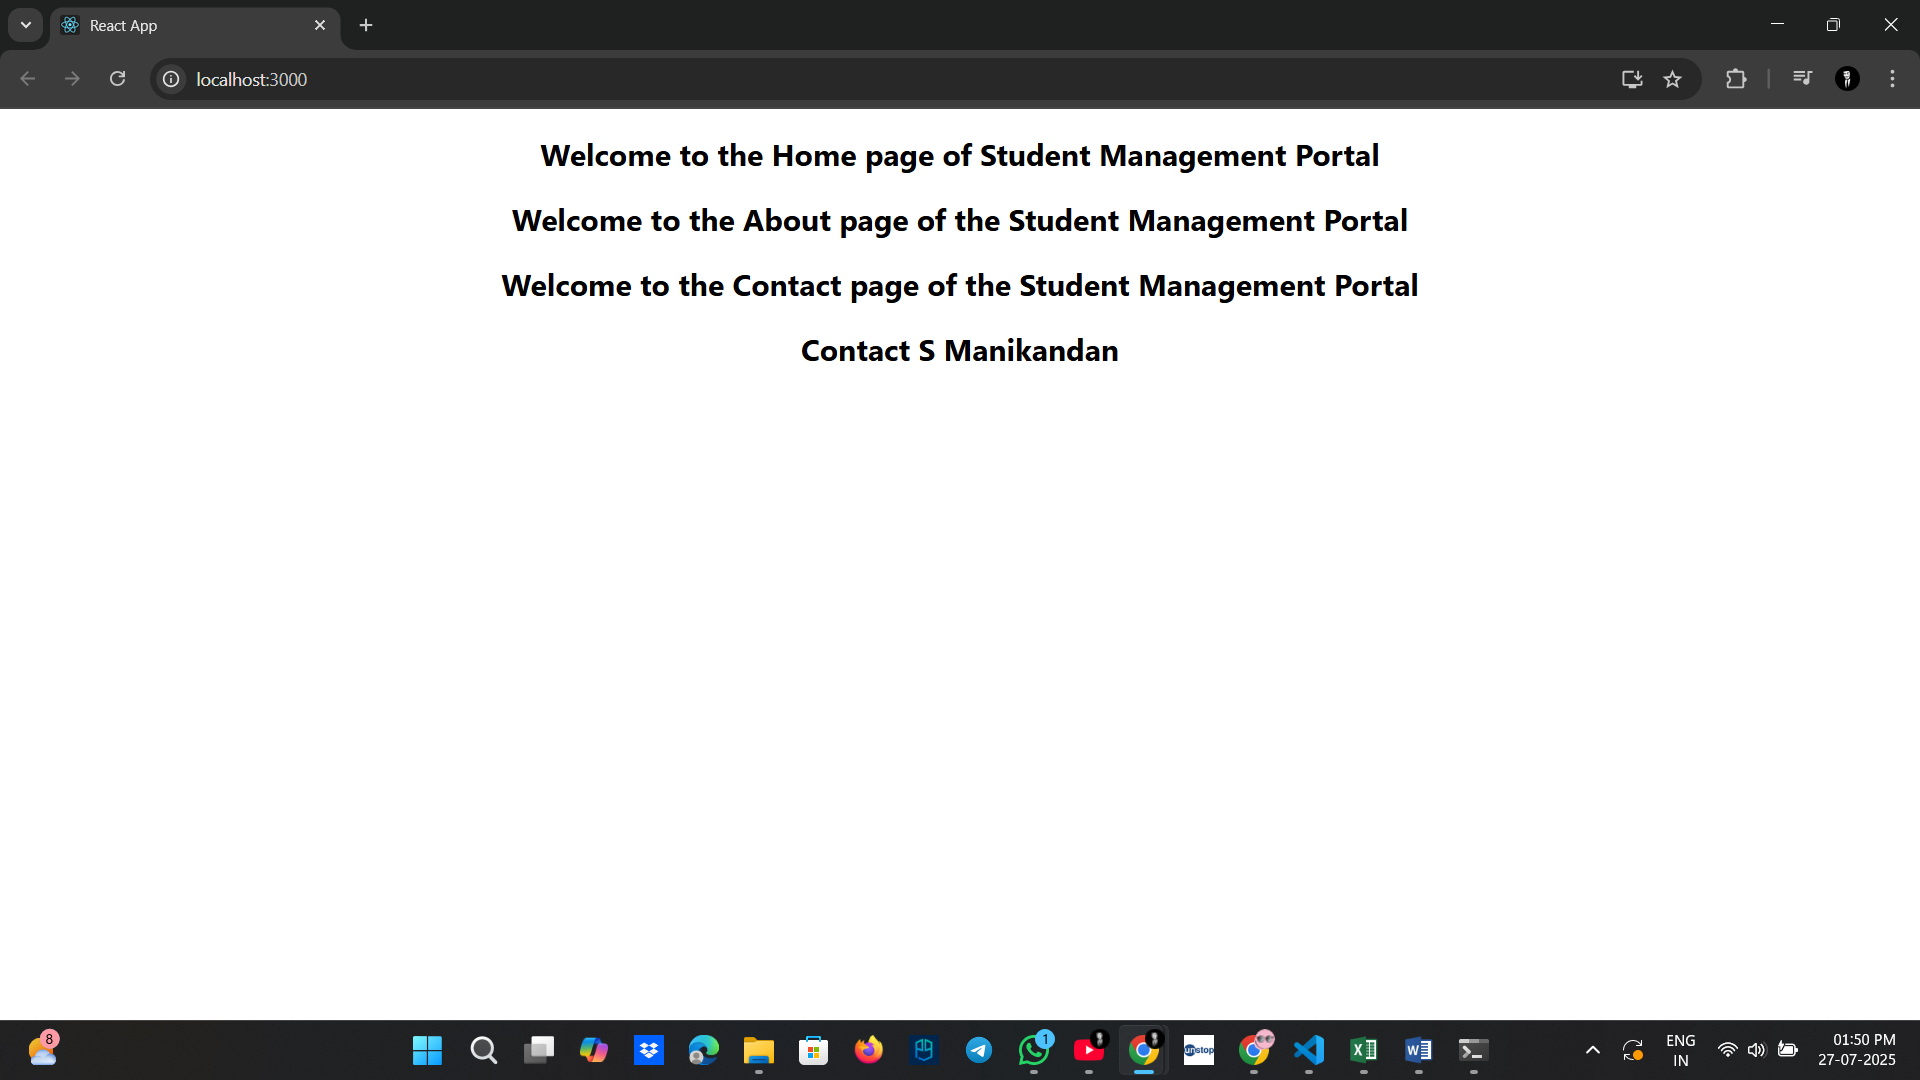 React App
localhost:3000
Welcome to the Home page of Student Management Portal
Welcome to the About page of the Student Management Portal
Welcome to the Contact page of the Student Management Portal
Contact S Manikandan
8
1
unstop
ENG
IN
01:50 PM
27-07-2025